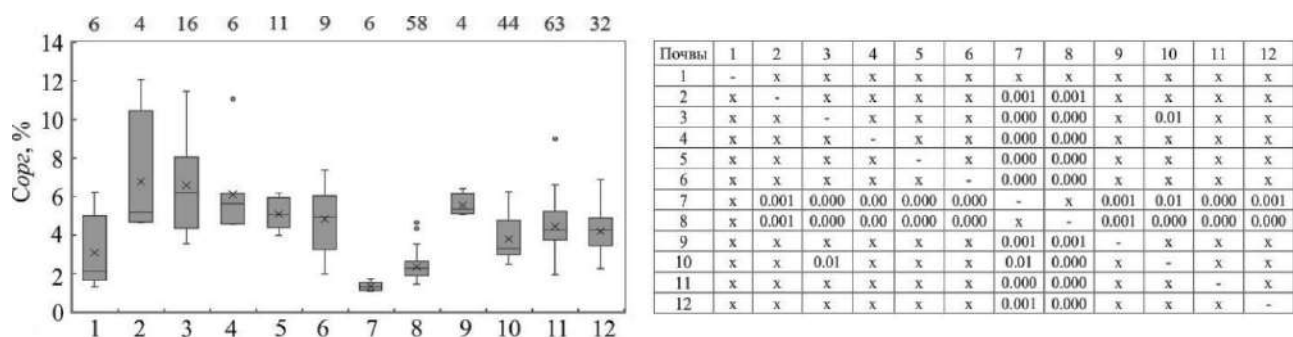 6 4 16 6 11 9 6 58 4 44 63 32
14
12
10
8
6
4
2
0
Сорг, %
1 2 3 4 5 6 7 8 9 10 11 12
Почвы 1 2 3 4 5 6 7 8 9 10 11 12
1 - x x x x x x x x x x x
2 x - x x x x 0.001 0.001 x x x x
3 x x - x x x 0.000 0.000 x 0.01 x x
4 x x x - x x 0.000 0.000 x x x x
5 x x x x - x 0.000 0.000 x x x x
6 x x x x x - 0.000 0.000 x x x x
7 x 0.001 0.000 0.00 0.000 0.000 - x 0.001 0.01 0.000 0.001
8 x 0.001 0.000 0.00 0.000 0.000 x - 0.001 0.000 0.000 0.000
9 x x x x x x 0.001 0.001 - x x x
10 x x 0.01 x x x 0.01 0.000 x - x x
11 x x x x x x 0.000 0.000 x x - x
12 x x x x x x 0.001 0.000 x x x -